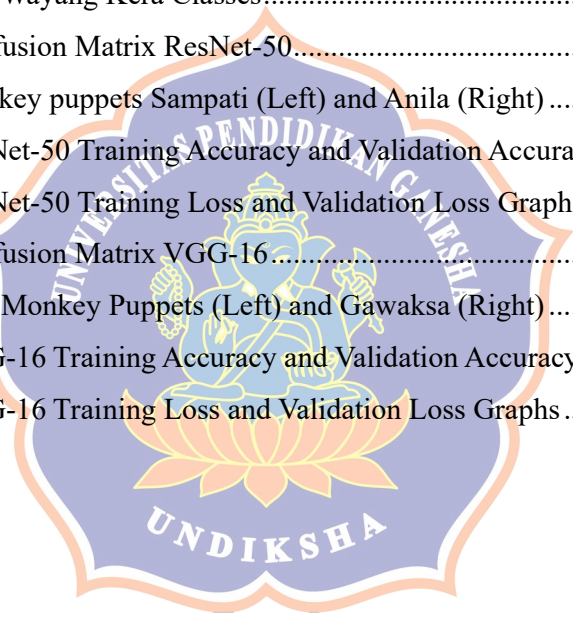 Wayang Kera Classes
fusion Matrix ResNet-50
key puppets Sampati (Left) and Anila (Right)
Net-50 Training Accuracy and Validation Accura
Net-50 Training Loss and Validation Loss Graph
fusion Matrix VGG-16
Monkey Puppets (Left) and Gawaksa (Right)
-16 Training Accuracy and Validation Accuracy
-16 Training Loss and Validation Loss Graphs
UNIVERSITAS PENDIDIKAN GANESHA
UNDIKSHA